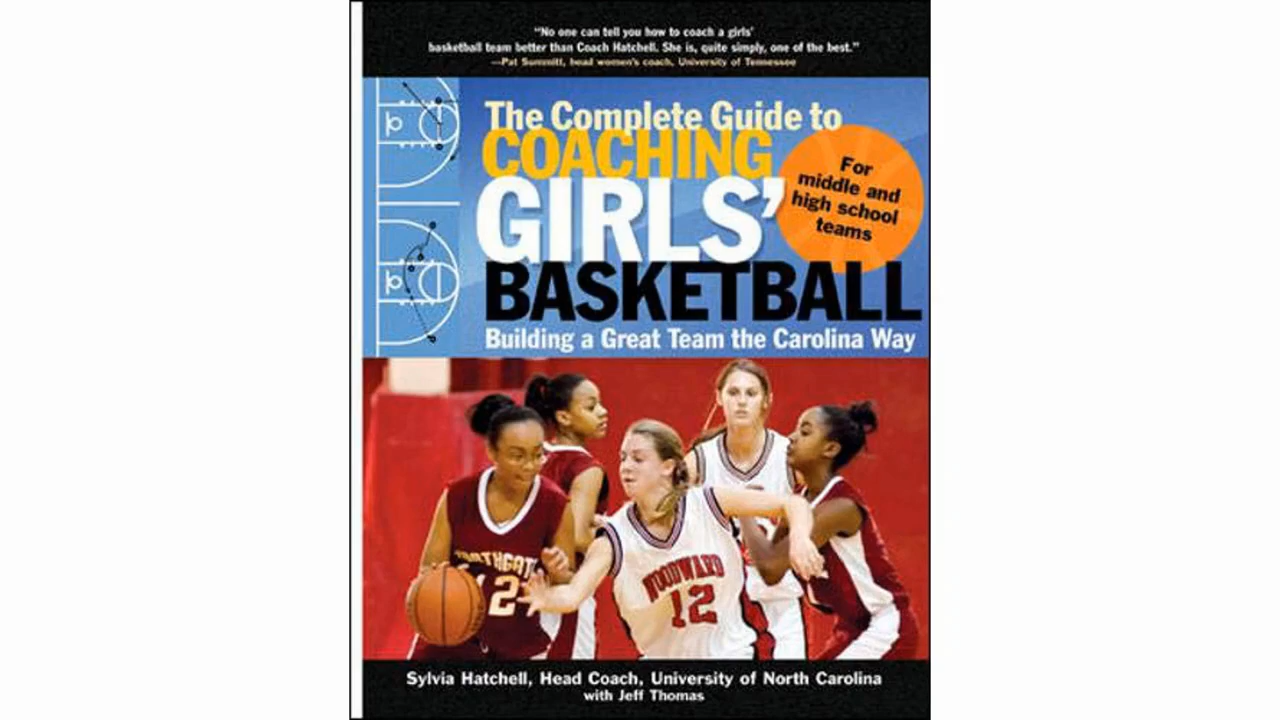 “No one can tell you how to coach a girls’
basketball team better than Coach Hatchell. She is, quite simply, one of the best.”
—Pat Summitt, head women’s coach, University of Tennessee
The Complete Guide to
COACHING
GIRLS’
BASKETBALL
For
middle and
high school
teams
Building a Great Team the Carolina Way
WOODWARD
12
Sylvia Hatchell, Head Coach, University of North Carolina
with Jeff Thomas